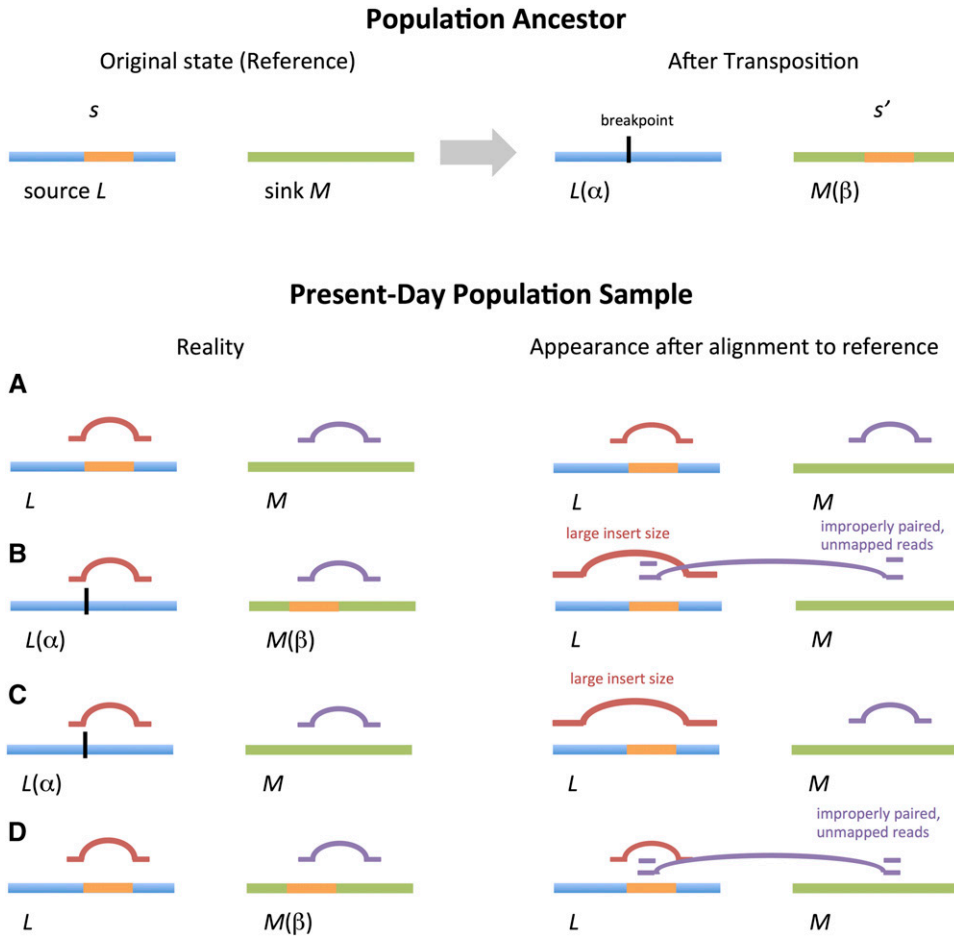 Population Ancestor
Original state (Reference)
After Transposition
s
breakpoint
s'
source L
sink M
L(α)
M(β)
Present-Day Population Sample
Reality
Appearance after alignment to reference
A
L
M
L
M
B
large insert size
improperly paired,
unmapped reads
L(α)
M(β)
L
M
C
large insert size
L(α)
M
L
M
D
improperly paired,
unmapped reads
L
M(β)
L
M